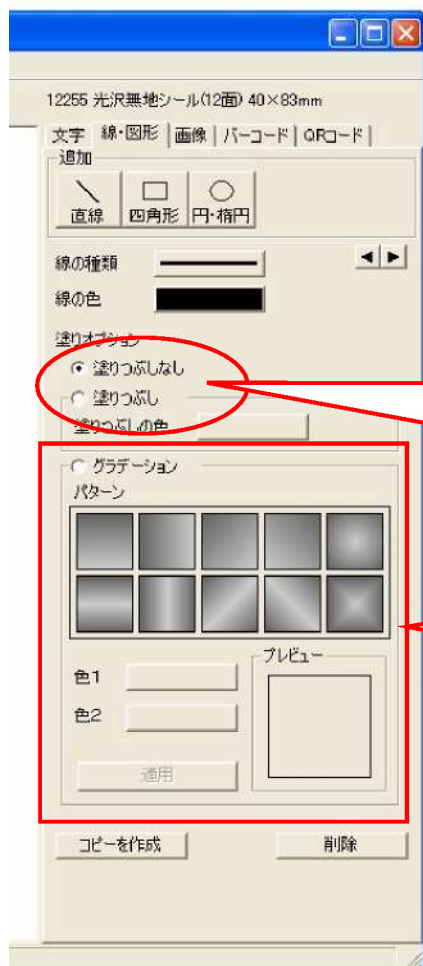 12255 光沢無地シール(12面) 40×83mm
文字 線・図形 画像 バーコード QRコード
追加
直線 四角形 円・楕円
線の種類
線の色
塗りオプション
塗りつぶしなし
塗りつぶし
塗りつぶしの色
グラデーション
パターン
プレビュー
色1
色2
適用
コピーを作成 削除